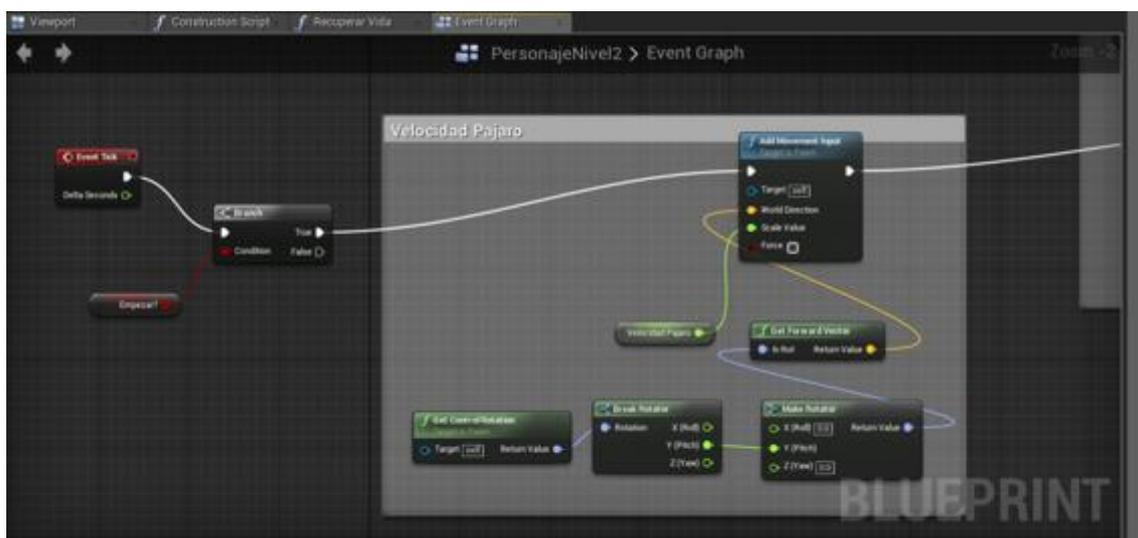 Viewport
Construction Script
Recuperar Vida
Event Graph
PersonajeNivel2 > Event Graph
Zoom -2
Velocidad Pajaro
Event Tick
Delta Seconds
Branch
True
Condition
False
Empezar?
Add Movement Input
Target is Pawn
Target self
World Direction
Scale Value
Force
Velocidad Pajaro
Get Forward Vector
In Rot Return Value
Get Control Rotation
Target is Pawn
Target self Return Value
Break Rotator
Rotation X (Roll)
Y (Pitch)
Z (Yaw)
Make Rotator
X (Roll) 0.0 Return Value
Y (Pitch)
Z (Yaw) 0.0
BLUEPRINT